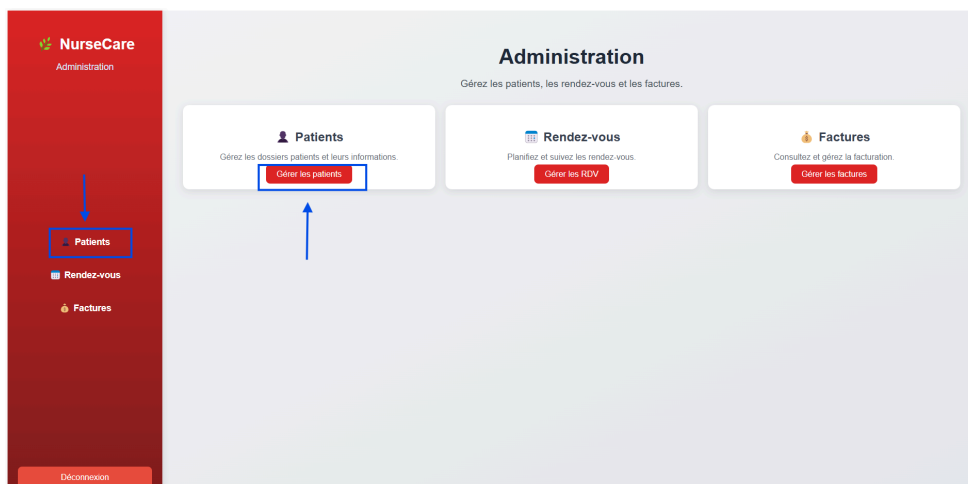 NurseCare
Administration
Patients
Rendez-vous
Factures
Déconnexion
Administration
Gérez les patients, les rendez-vous et les factures.
Patients
Gérez les dossiers patients et leurs informations.
Gérer les patients
Rendez-vous
Planifiez et suivez les rendez-vous.
Gérer les RDV
Factures
Consultez et gérez la facturation.
Gérer les factures